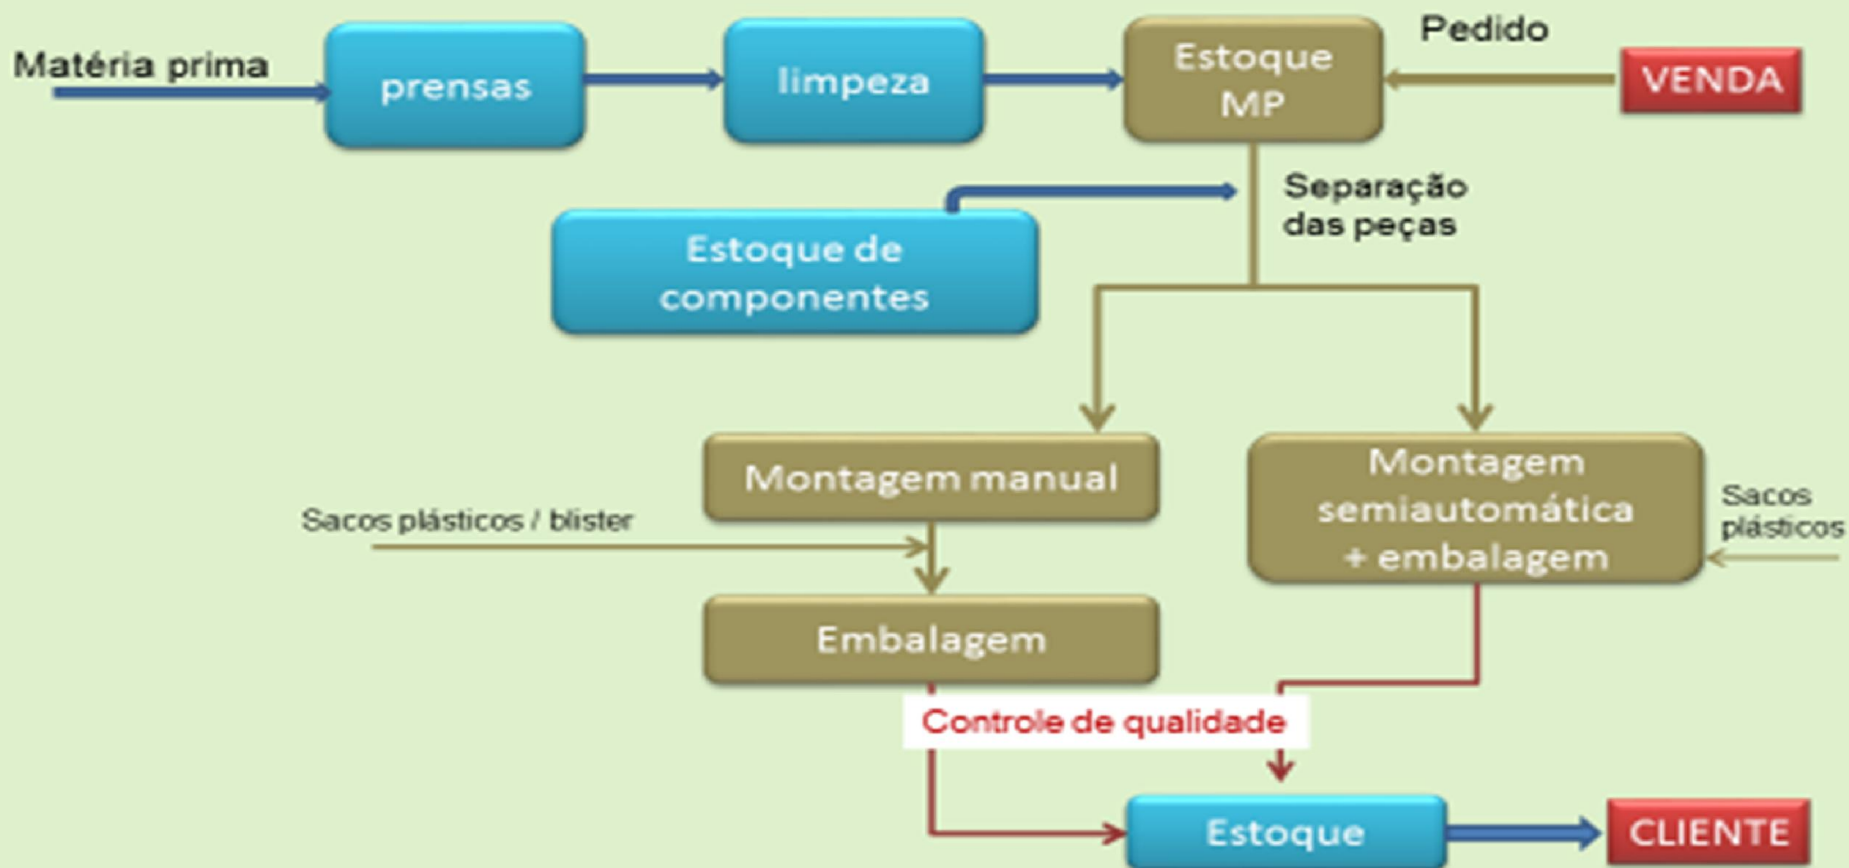 Matéria prima
prensas
limpeza
Estoque
MP
Pedido
VENDA
Separação
das peças
Estoque de
componentes
Montagem manual
Montagem
semiautomática
+ embalagem
Sacos plásticos / blister
Sacos
plásticos
Embalagem
Controle de qualidade
Estoque
CLIENTE